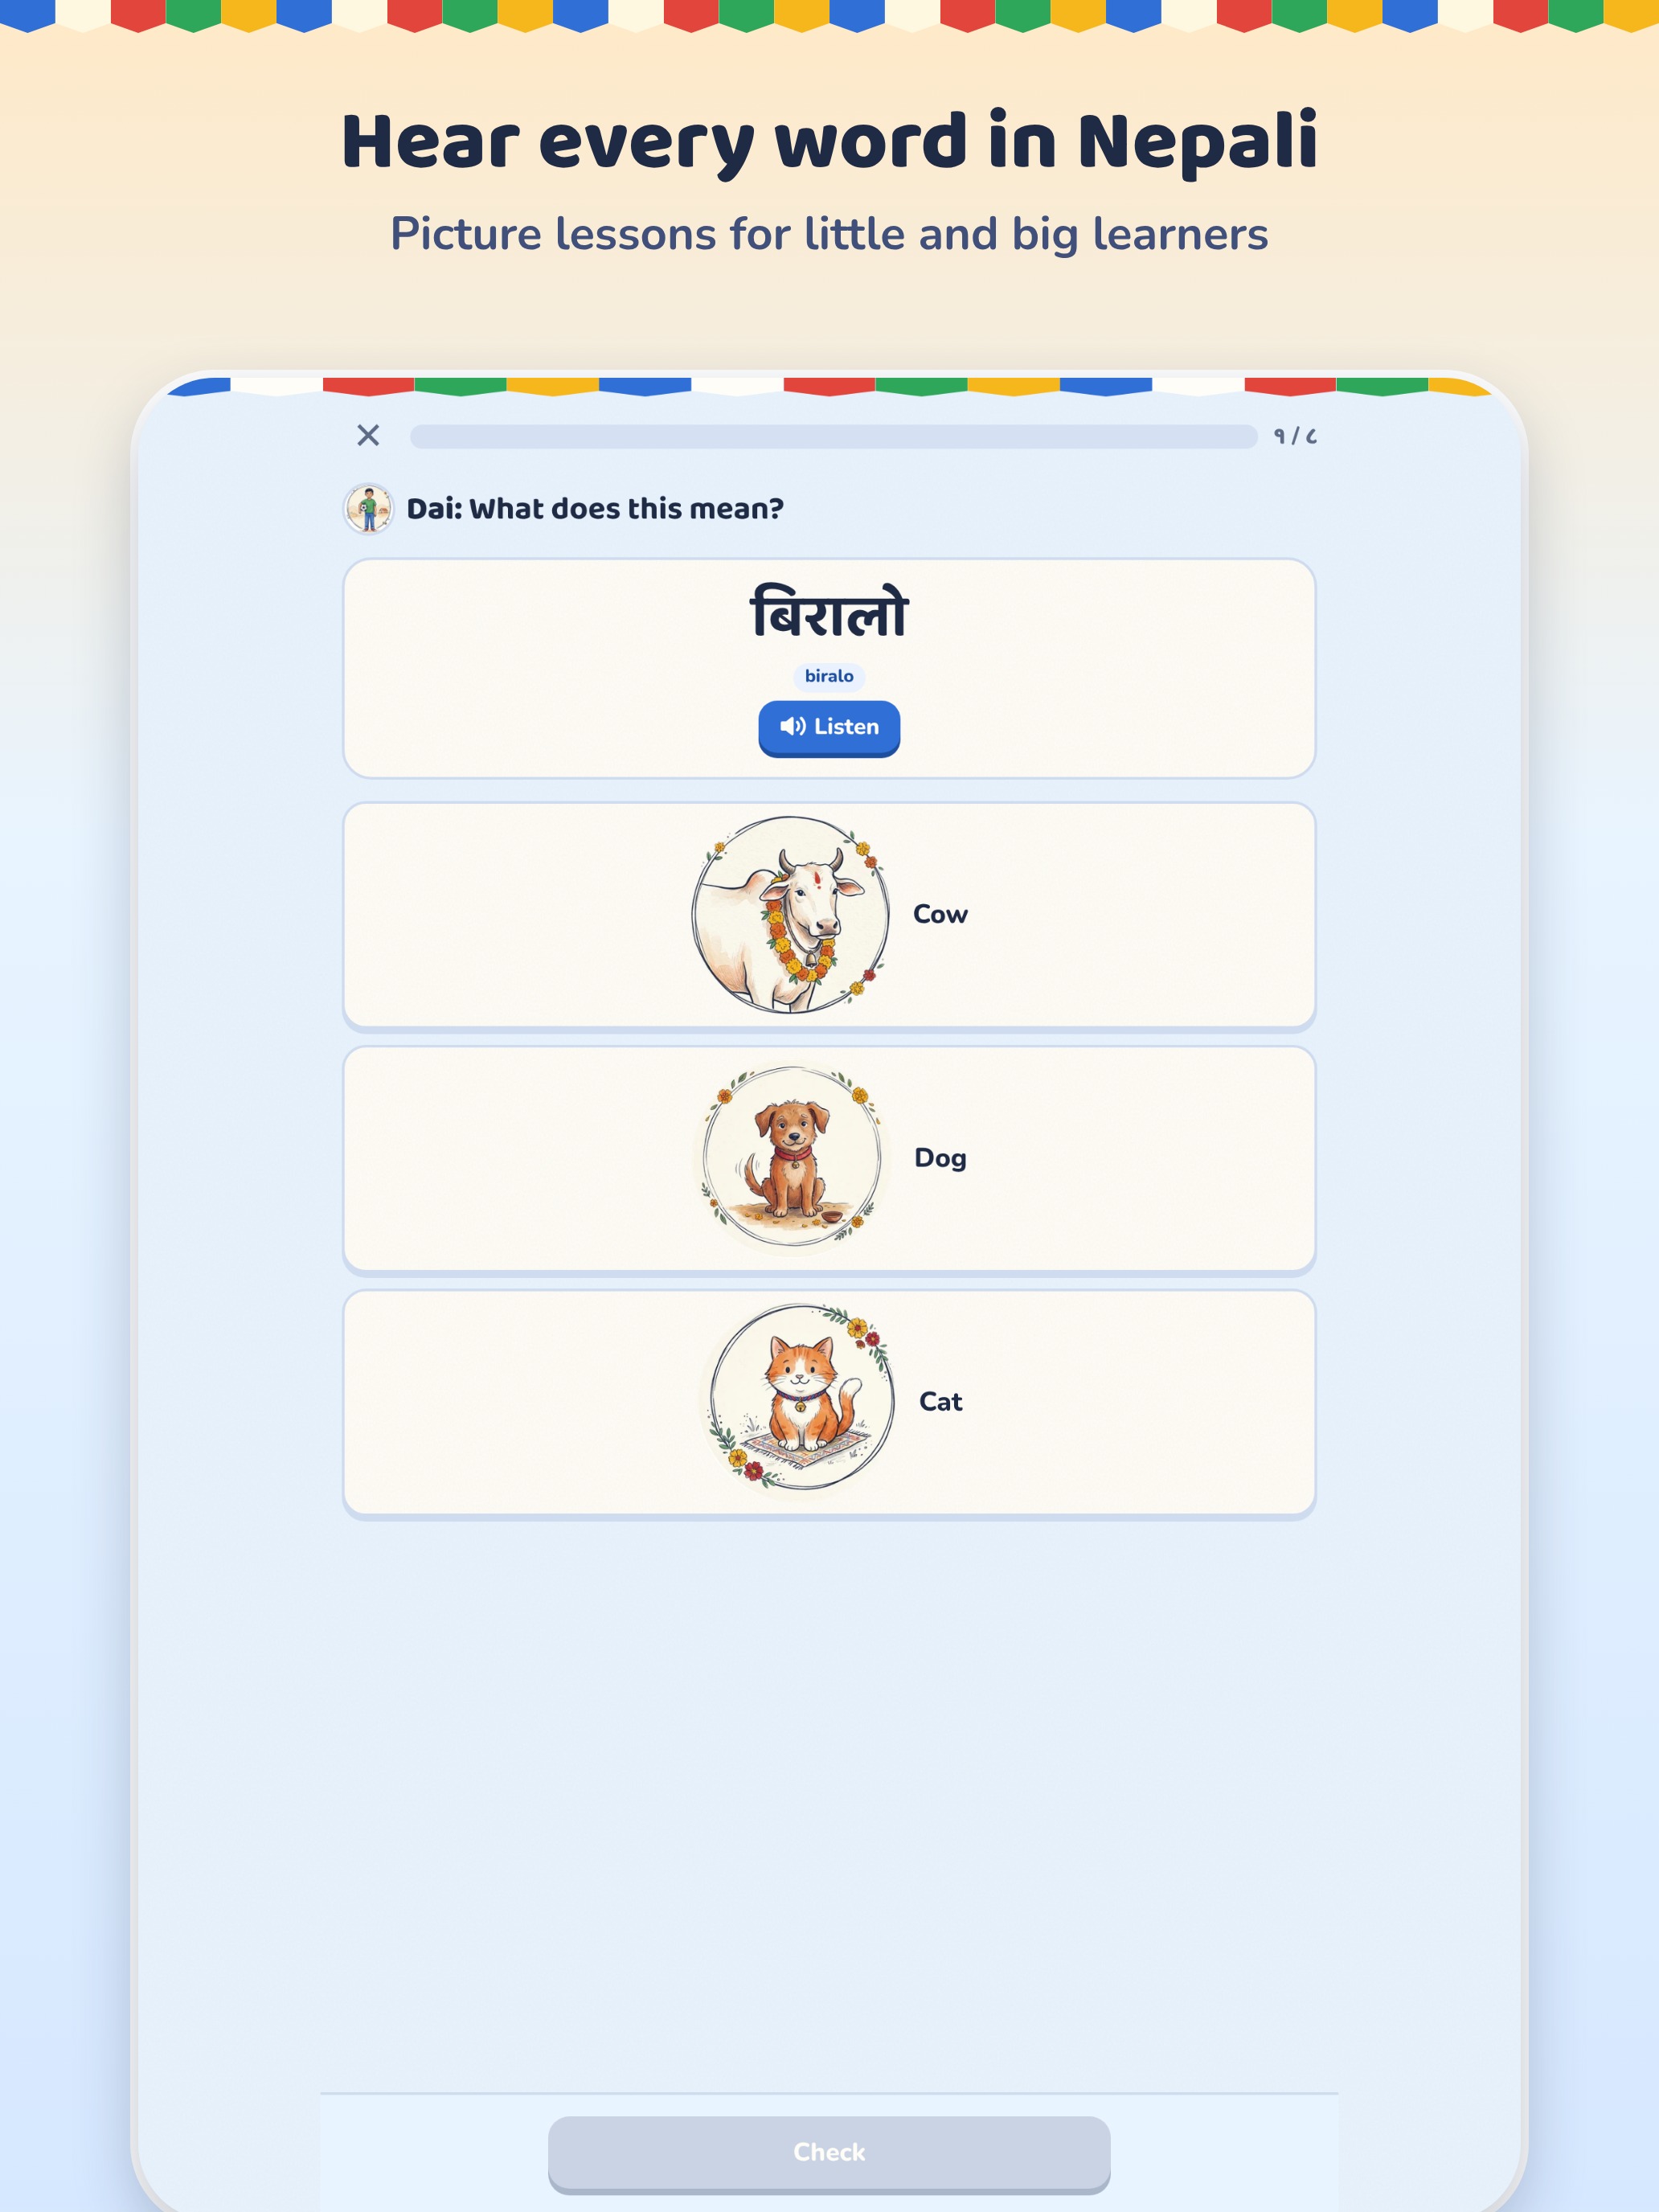 Hear every word in Nepali
Picture lessons for little and big learners
१ / ८
Dai: What does this mean?
बिरालो
biralo
Listen
Cow
Dog
Cat
Check